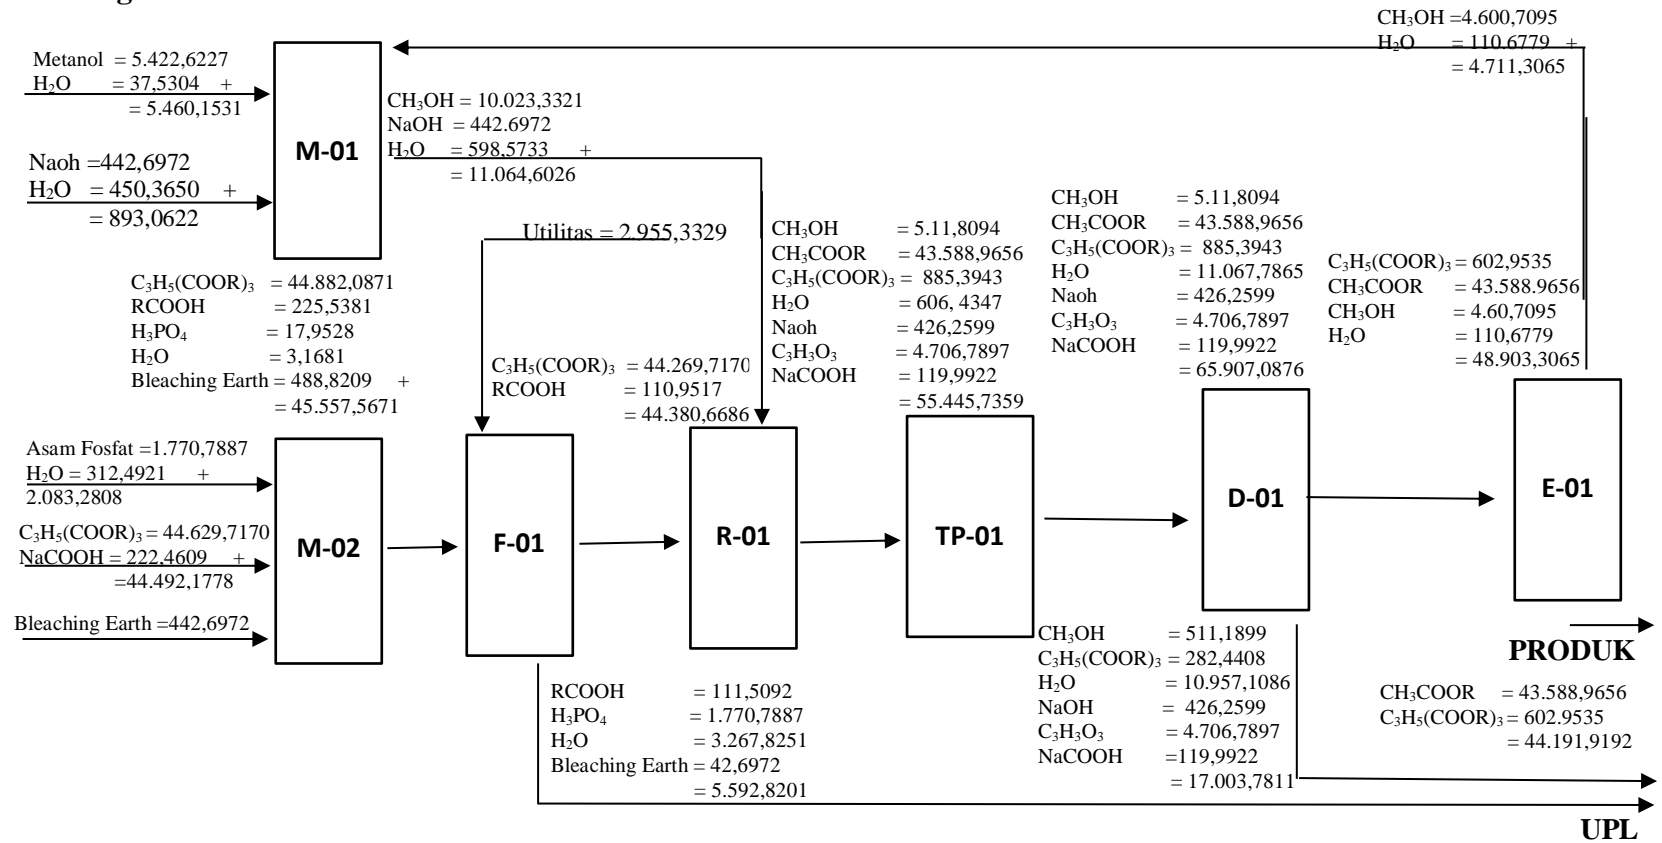 CH₃OH =4.600,7095
H₂O = 110.6779 +
= 4.711,3065
Metanol = 5.422,6227
H₂O = 37,5304 +
= 5.460,1531
CH₃OH = 10.023,3321
NaOH = 442.6972
H₂O = 598,5733 +
= 11.064,6026
M-01
Naoh =442,6972
H₂O = 450,3650 +
= 893,0622
Utilitas = 2.955,3329
C₃H₅(COOR)₃ = 44.882,0871
RCOOH = 225,5381
H₃PO₄ = 17,9528
H₂O = 3,1681
Bleaching Earth = 488,8209 +
= 45.557,5671
C₃H₅(COOR)₃ = 44.269,7170
RCOOH = 110,9517
= 44.380,6686
CH₃OH = 5.11,8094
CH₃COOR = 43.588,9656
C₃H₅(COOR)₃ = 885,3943
H₂O = 606, 4347
Naoh = 426,2599
C₃H₃O₃ = 4.706,7897
NaCOOH = 119,9922
= 55.445,7359
CH₃OH = 5.11,8094
CH₃COOR = 43.588,9656
C₃H₅(COOR)₃ = 885,3943
H₂O = 11.067,7865
Naoh = 426,2599
C₃H₃O₃ = 4.706,7897
NaCOOH = 119,9922
= 65.907,0876
C₃H₅(COOR)₃ = 602,9535
CH₃COOR = 43.588.9656
CH₃OH = 4.60,7095
H₂O = 110,6779
= 48.903,3065
Asam Fosfat =1.770,7887
H₂O = 312,4921 +
2.083,2808
C₃H₅(COOR)₃ = 44.629,7170
NaCOOH = 222,4609 +
=44.492,1778
Bleaching Earth =442,6972
M-02
F-01
R-01
TP-01
D-01
E-01
RCOOH = 111,5092
H₃PO₄ = 1.770,7887
H₂O = 3.267,8251
Bleaching Earth = 42,6972
= 5.592,8201
CH₃OH = 511,1899
C₃H₅(COOR)₃ = 282,4408
H₂O = 10.957,1086
NaOH = 426,2599
C₃H₃O₃ = 4.706,7897
NaCOOH =119,9922
= 17.003,7811
PRODUK
CH₃COOR = 43.588,9656
C₃H₅(COOR)₃ = 602.9535
= 44.191,9192
UPL